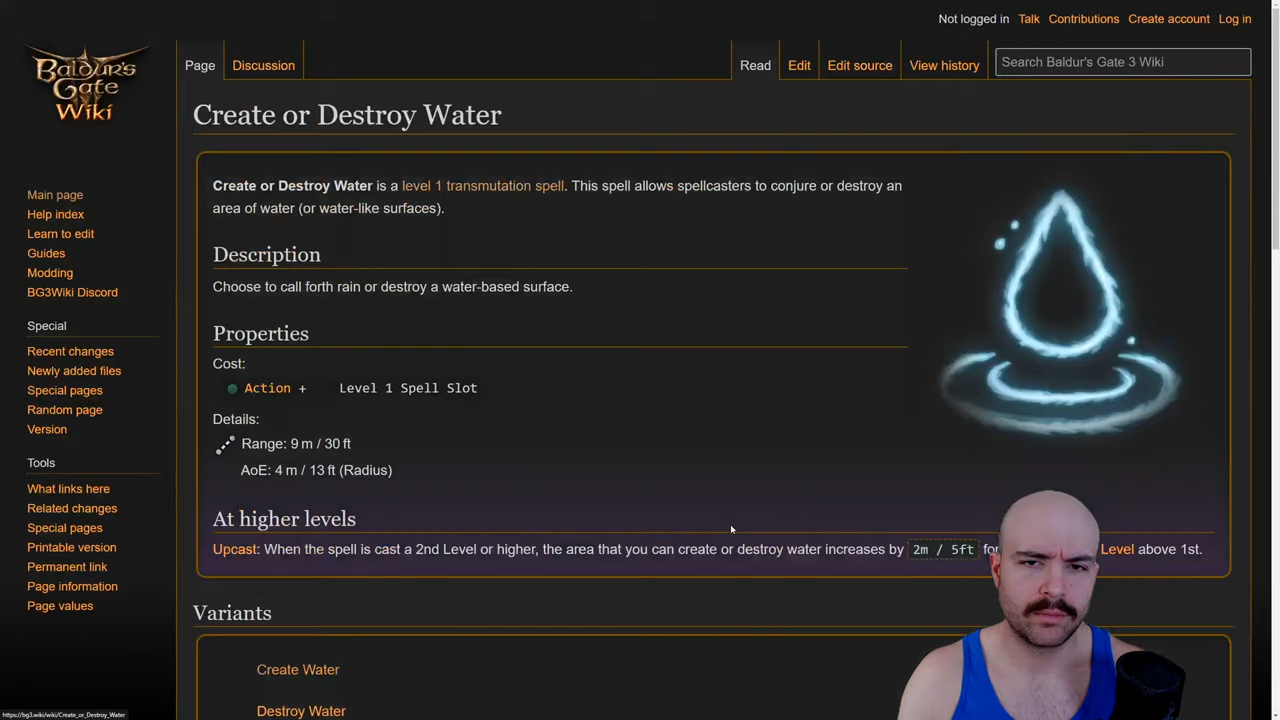 Not logged in Talk Contributions Create account Log in
Baldur's
Gate
Wiki
Page Discussion Read Edit Edit source View history Search Baldur's Gate 3 Wiki
Create or Destroy Water
Create or Destroy Water is a level 1 transmutation spell. This spell allows spellcasters to conjure or destroy an
area of water (or water-like surfaces).
Description
Choose to call forth rain or destroy a water-based surface.
Properties
Cost:
Action + Level 1 Spell Slot
Details:
Range: 9 m / 30 ft
AoE: 4 m / 13 ft (Radius)
At higher levels
Upcast: When the spell is cast a 2nd Level or higher, the area that you can create or destroy water increases by 2m / 5ft Level above 1st.
Variants
Create Water
Destroy Water
Main page
Help index
Learn to edit
Guides
Modding
BG3Wiki Discord
Special
Recent changes
Newly added files
Special pages
Random page
Version
Tools
What links here
Related changes
Special pages
Printable version
Permanent link
Page information
Page values
https://bg3.wiki/wiki/Create_or_Destroy_Water